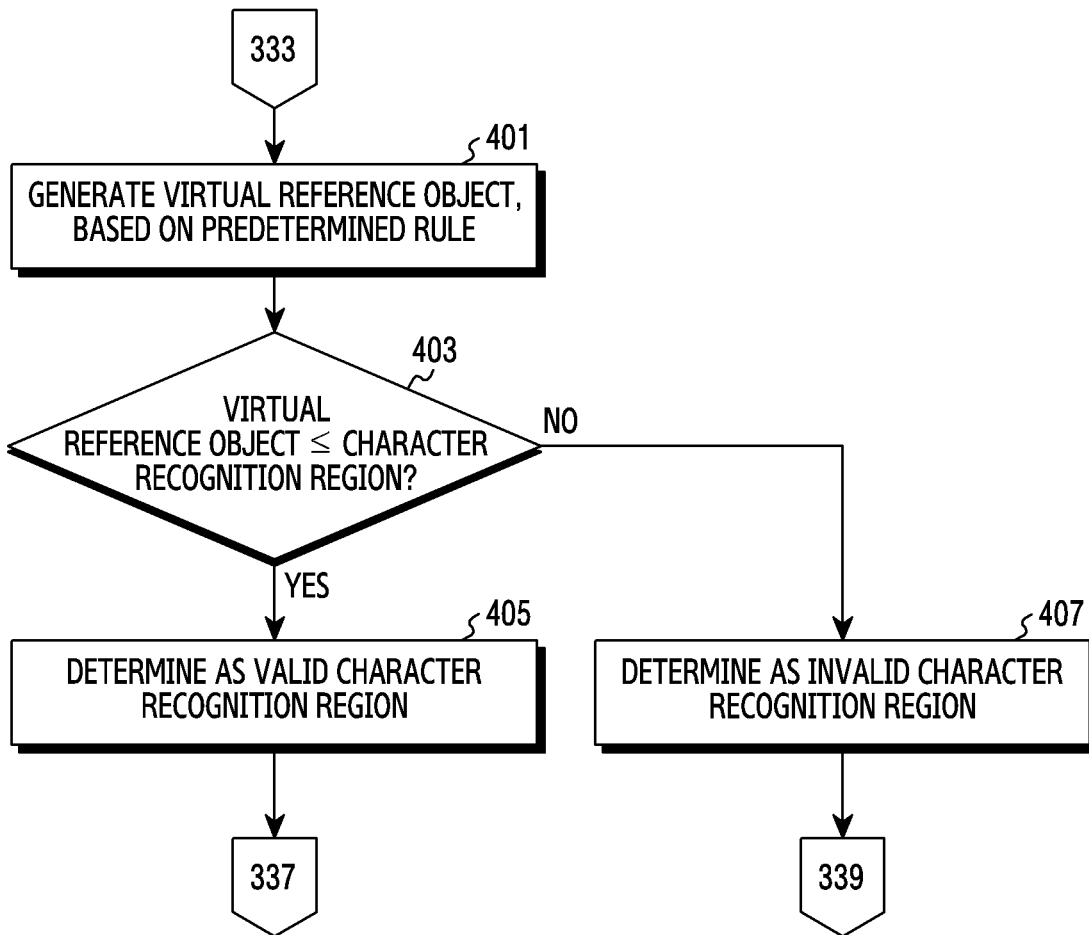 333
401
GENERATE VIRTUAL REFERENCE OBJECT,
BASED ON PREDETERMINED RULE
403
VIRTUAL
REFERENCE OBJECT ≤ CHARACTER
RECOGNITION REGION?
NO
YES
405
DETERMINE AS VALID CHARACTER
RECOGNITION REGION
407
DETERMINE AS INVALID CHARACTER
RECOGNITION REGION
337
339